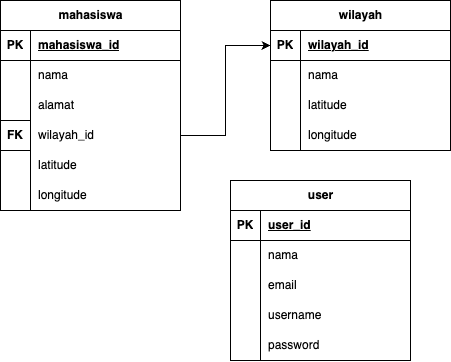 mahasiswa
PK mahasiswa_id
nama
alamat
FK wilayah_id
latitude
longitude
wilayah
PK wilayah_id
nama
latitude
longitude
user
PK user_id
nama
email
username
password